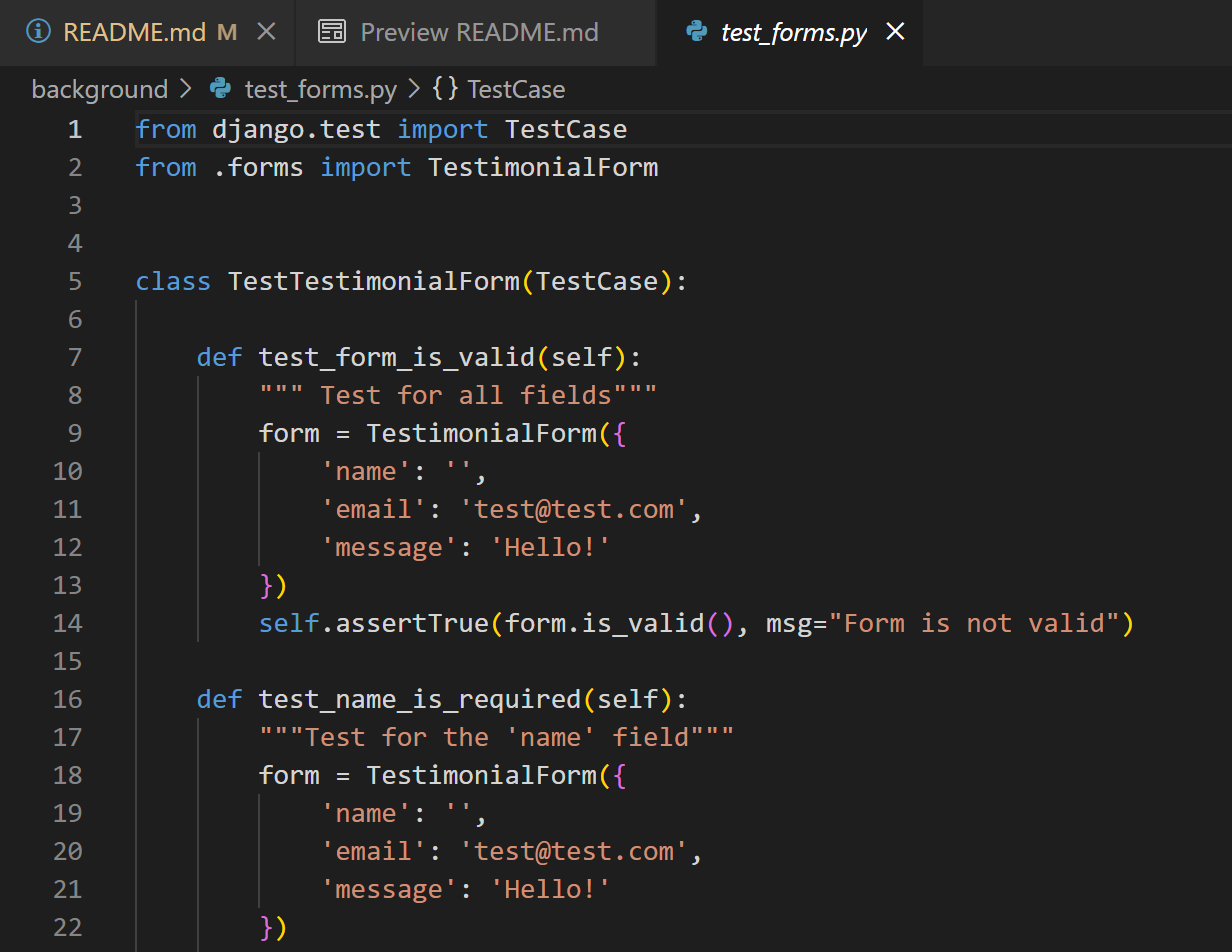 README.md M
Preview README.md
test_forms.py
background > test_forms.py > {} TestCase
1 from django.test import TestCase
2 from .forms import TestimonialForm
3
4
5 class TestTestimonialForm(TestCase):
6
7     def test_form_is_valid(self):
8         """ Test for all fields"""
9         form = TestimonialForm({
10             'name': '',
11             'email': 'test@test.com',
12             'message': 'Hello!'
13         })
14         self.assertTrue(form.is_valid(), msg="Form is not valid")
15
16     def test_name_is_required(self):
17         """Test for the 'name' field"""
18         form = TestimonialForm({
19             'name': '',
20             'email': 'test@test.com',
21             'message': 'Hello!'
22         })